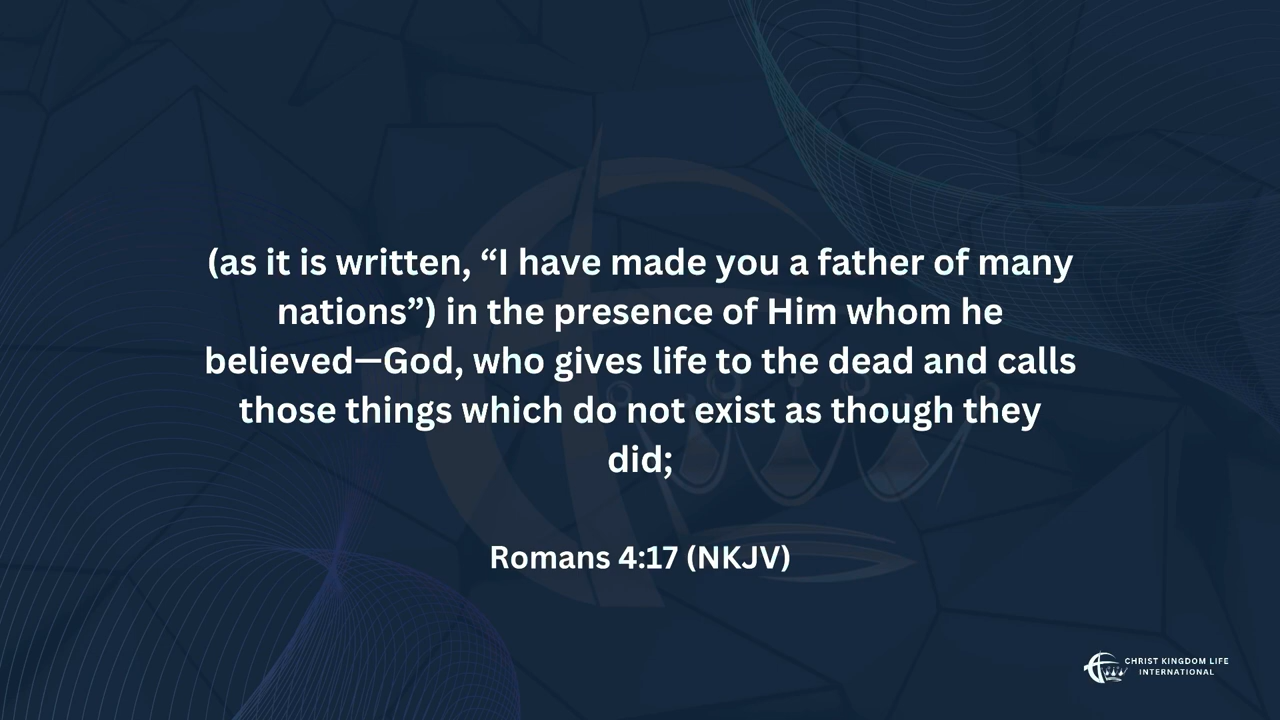 (as it is written, “I have made you a father of many
nations”) in the presence of Him whom he
believed—God, who gives life to the dead and calls
those things which do not exist as though they
did;
Romans 4:17 (NKJV)
CHRIST KINGDOM LIFE
INTERNATIONAL